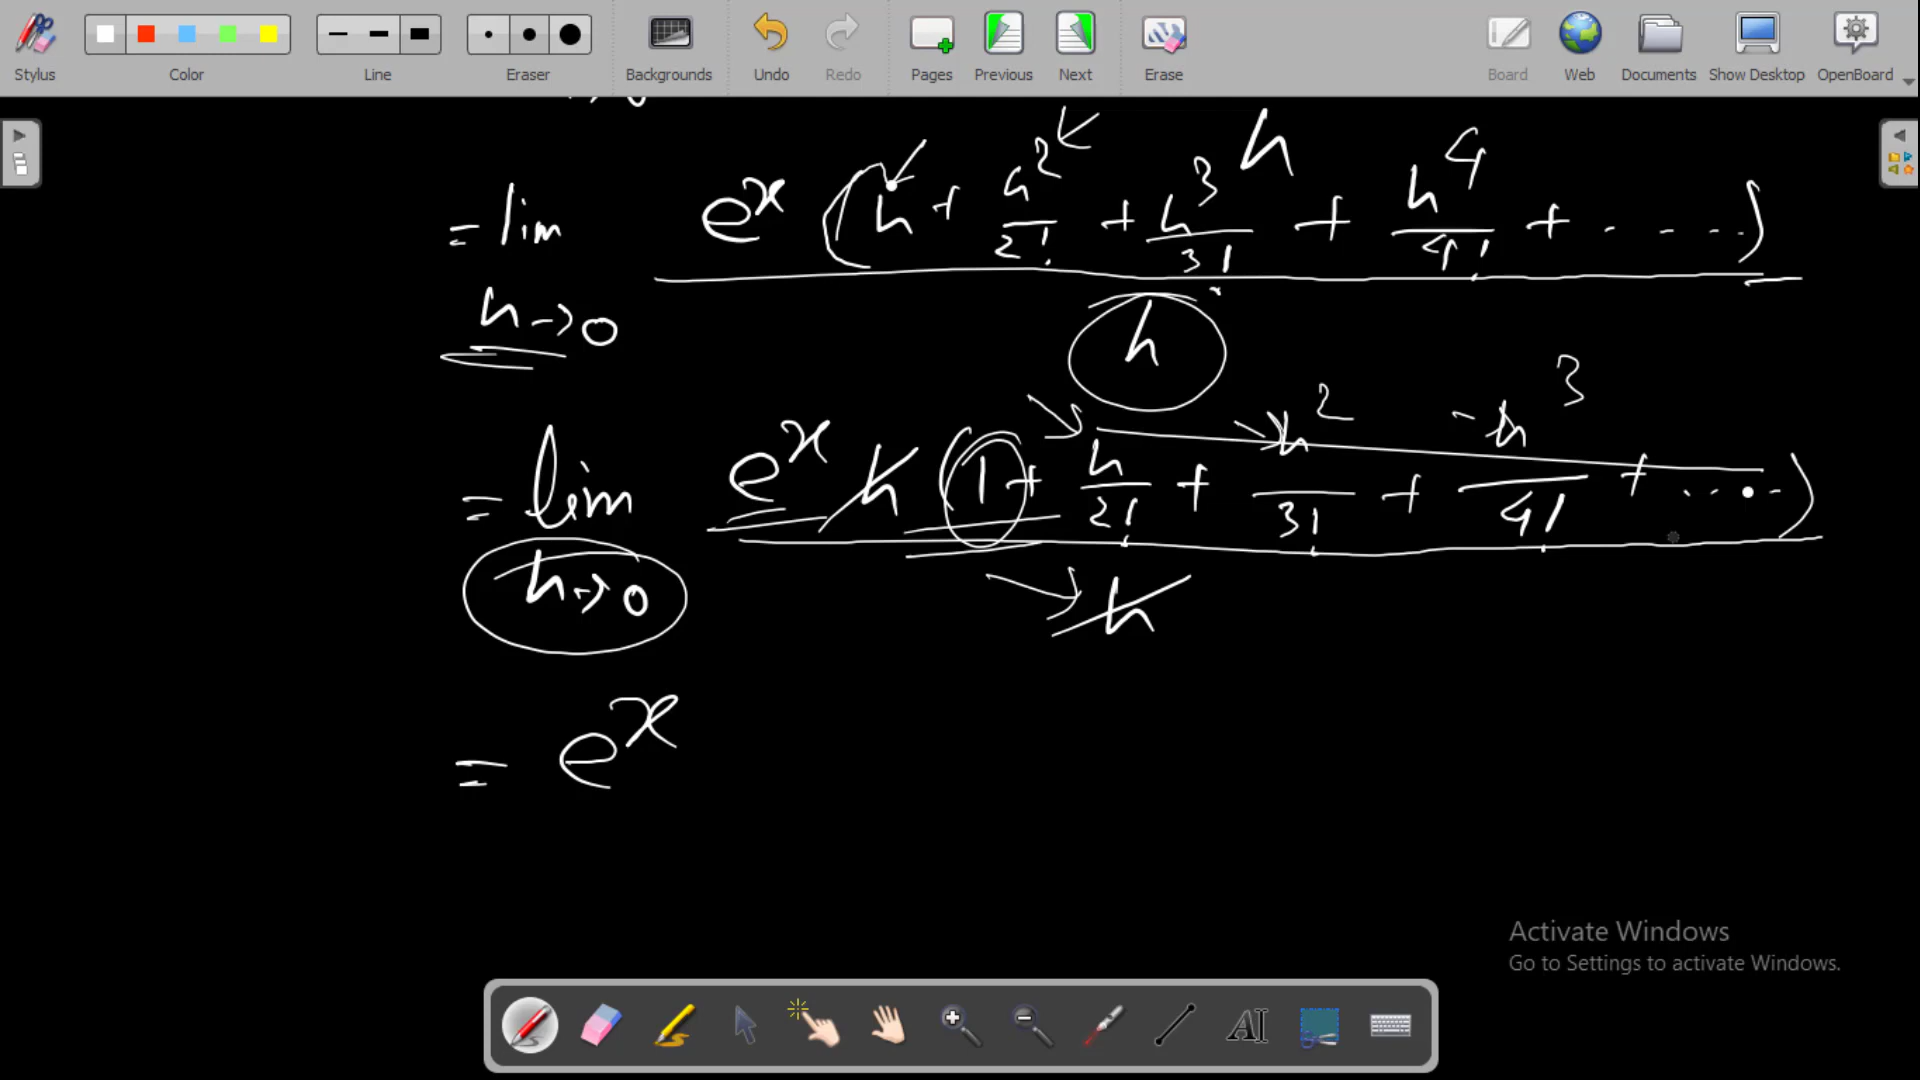 Stylus Color Line Eraser Backgrounds Undo Redo Pages Previous Next Erase Board Web Documents Show Desktop OpenBoard
= lim e^x (h + h^2/2! + h^3/3! + h^4/4! + ....) h
h→0 h
= lim e^x h (1 + h/2! + h^2/3! + h^3/4! + ....)
h→0 h
= e^x
Activate Windows
Go to Settings to activate Windows.
AI